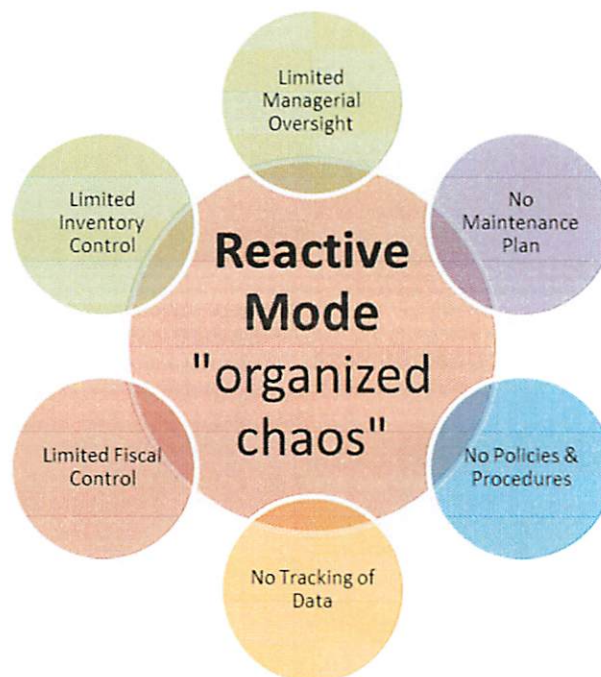 Limited
Managerial
Oversight
Limited
Inventory
Control
No
Maintenance
Plan
Reactive
Mode
"organized
chaos"
Limited Fiscal
Control
No Policies &
Procedures
No Tracking of
Data